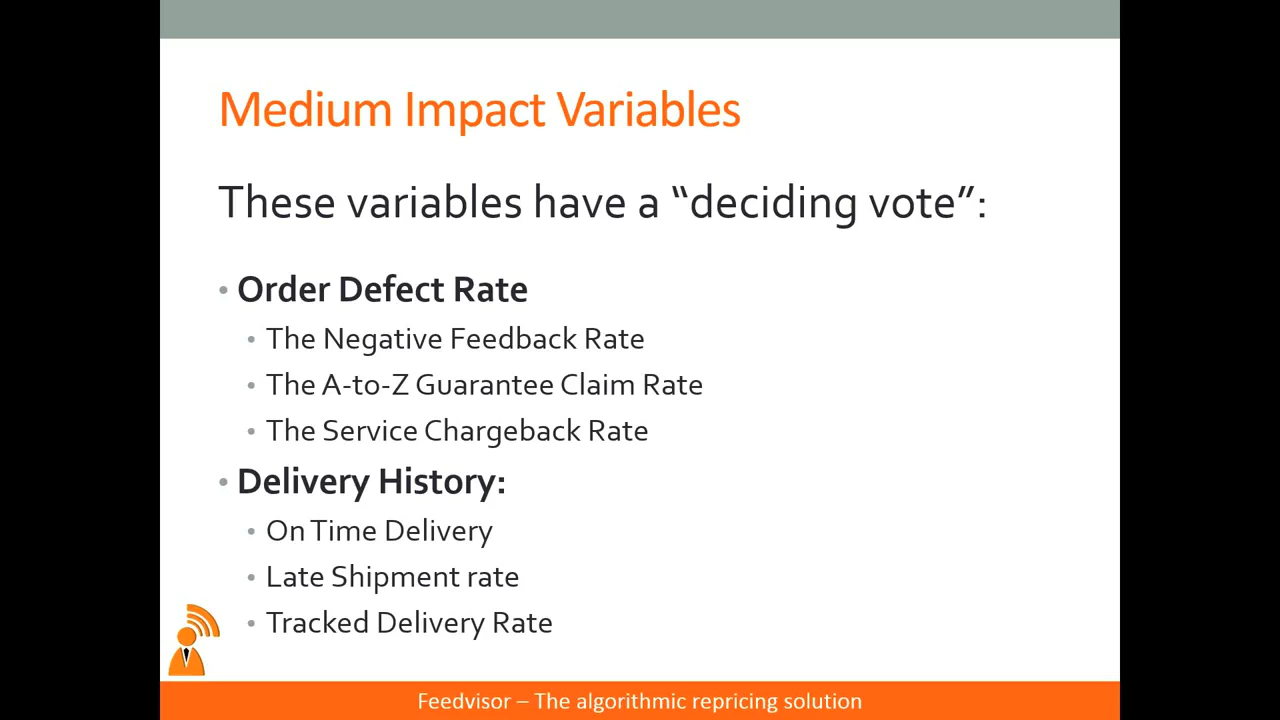 Medium Impact Variables
These variables have a “deciding vote”:
• Order Defect Rate
• The Negative Feedback Rate
• The A-to-Z Guarantee Claim Rate
• The Service Chargeback Rate
• Delivery History:
• On Time Delivery
• Late Shipment rate
• Tracked Delivery Rate
Feedvisor – The algorithmic repricing solution